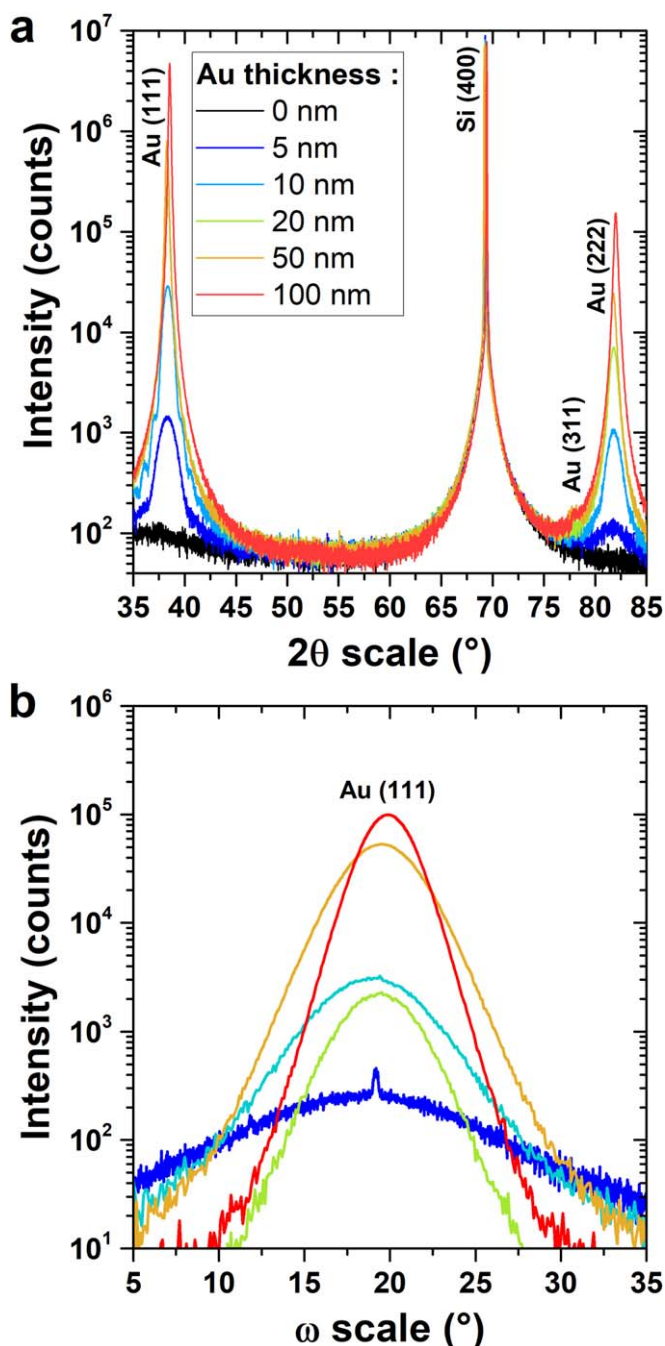 a
Intensity (counts)
10⁷
10⁶
10⁵
10⁴
10³
10²
Au (111)
Au thickness :
0 nm
5 nm
10 nm
20 nm
50 nm
100 nm
Si (400)
Au (311)
Au (222)
35 40 45 50 55 60 65 70 75 80 85
2θ scale (°)
b
Intensity (counts)
10⁶
10⁵
10⁴
10³
10²
10¹
Au (111)
5 10 15 20 25 30 35
ω scale (°)